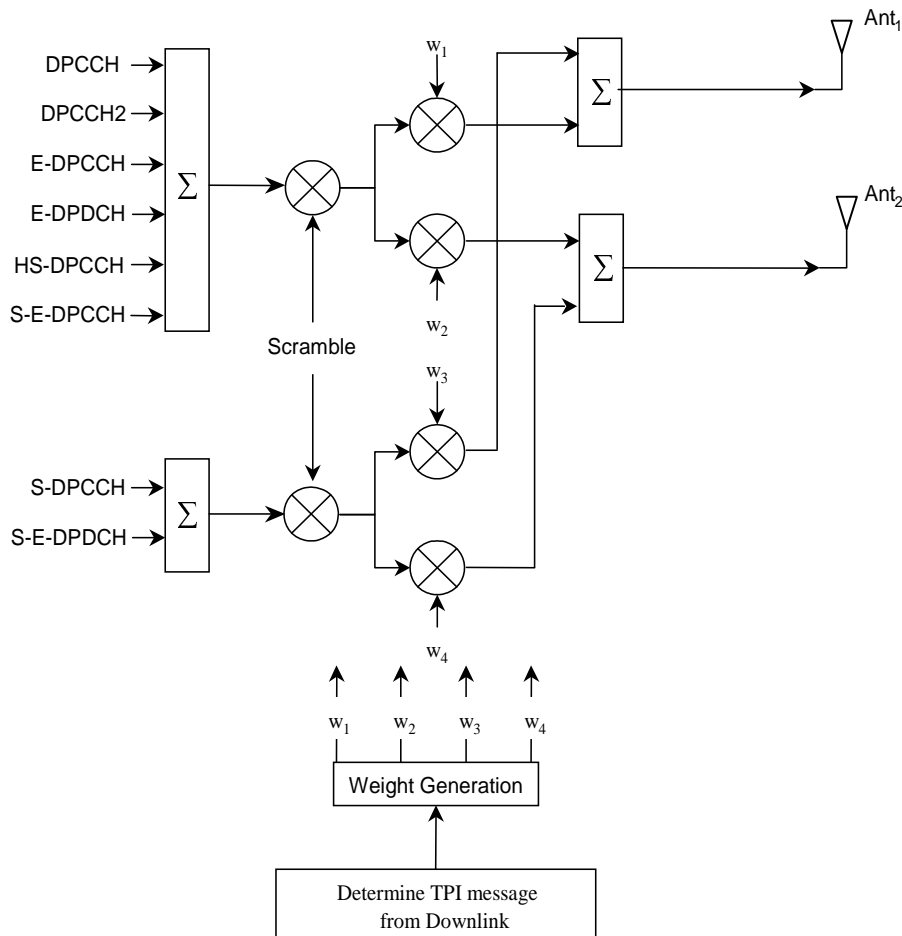 Ant1
w1
DPCCH
Σ
DPCCH2
E-DPCCH
Σ
E-DPDCH
Ant2
HS-DPCCH
Σ
S-E-DPCCH
w2
Scramble
w3
S-DPCCH
Σ
S-E-DPDCH
w4
w1 w2 w3 w4
Weight Generation
Determine TPI message
from Downlink